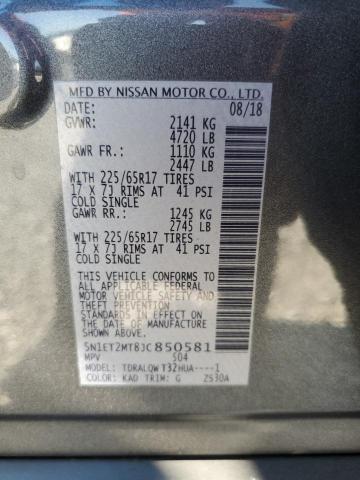 MFD BY NISSAN MOTOR CO., LTD.
DATE: 08/18
GVWR: 2141 KG
4720 LB
GAWR FR.: 1110 KG
2447 LB
WITH 225/65R17 TIRES
17 X 7J RIMS AT 41 PSI
COLD SINGLE
GAWR RR.: 1245 KG
2745 LB
WITH 225/65R17 TIRES
17 X 7J RIMS AT 41 PSI
COLD SINGLE
THIS VEHICLE CONFORMS TO
ALL APPLICABLE FEDERAL
MOTOR VEHICLE SAFETY
STANDARDS IN EFFECT ON
THE DATE OF MANUFACTURE
SHOWN ABOVE.
5N1ET2MT8JC850581
MPV S04
MODEL: TDRALQW T32HUA----1
COLOR: KAD TRIM: G ZS30A